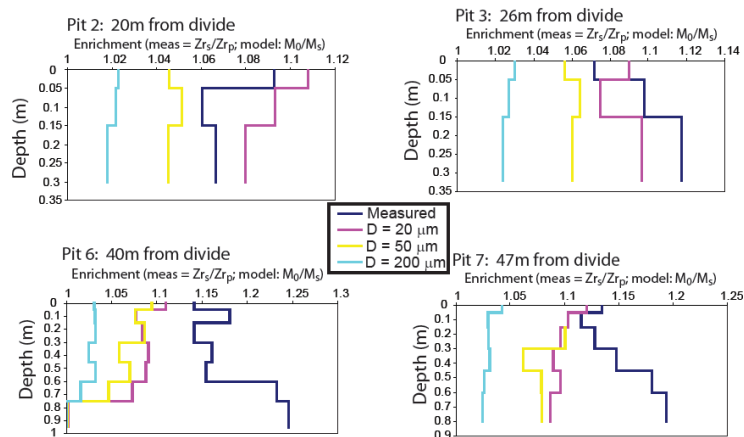 Pit 2: 20m from divide
Enrichment (meas = Zrs/Zrp; model: M0/Ms)
1 1.02 1.04 1.06 1.08 1.1 1.12
Depth (m)
0
0.05
0.1
0.15
0.2
0.25
0.3
0.35
Pit 3: 26m from divide
Enrichment (meas = Zrs/Zrp; model: M0/Ms)
1 1.02 1.04 1.06 1.08 1.1 1.12 1.14
Depth (m)
0
0.05
0.1
0.15
0.2
0.25
0.3
0.35
Measured
D = 20 µm
D = 50 µm
D = 200 µm
Pit 6: 40m from divide
Enrichment (meas = Zrs/Zrp; model: M0/Ms)
1 1.05 1.1 1.15 1.2 1.25 1.3
Depth (m)
0
0.1
0.2
0.3
0.4
0.5
0.6
0.7
0.8
0.9
1
Pit 7: 47m from divide
Enrichment (meas = Zrs/Zrp; model: M0/Ms)
1 1.05 1.1 1.15 1.2 1.25
Depth (m)
0
0.1
0.2
0.3
0.4
0.5
0.6
0.7
0.8
0.9